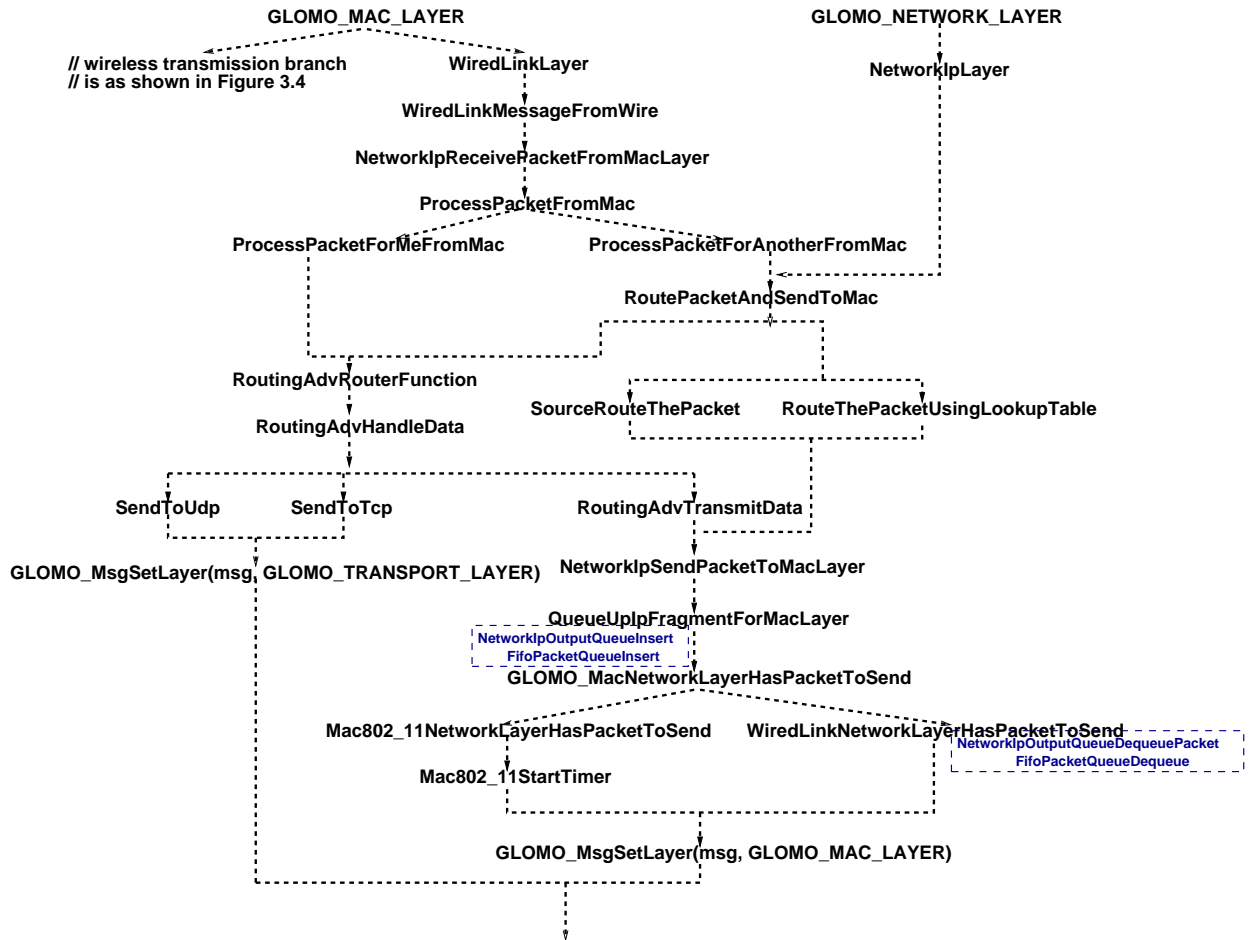 GLOMO_MAC_LAYER
GLOMO_NETWORK_LAYER
// wireless transmission branch
// is as shown in Figure 3.4
WiredLinkLayer
NetworkIpLayer
WiredLinkMessageFromWire
NetworkIpReceivePacketFromMacLayer
ProcessPacketFromMac
ProcessPacketForMeFromMac
ProcessPacketForAnotherFromMac
RoutePacketAndSendToMac
RoutingAdvRouterFunction
SourceRouteThePacket
RouteThePacketUsingLookupTable
RoutingAdvHandleData
SendToUdp
SendToTcp
RoutingAdvTransmitData
GLOMO_MsgSetLayer(msg, GLOMO_TRANSPORT_LAYER)
NetworkIpSendPacketToMacLayer
QueueUpIpFragmentForMacLayer
NetworkIpOutputQueueInsert
FifoPacketQueueInsert
GLOMO_MacNetworkLayerHasPacketToSend
Mac802_11NetworkLayerHasPacketToSend
WiredLinkNetworkLayerHasPacketToSend
NetworkIpOutputQueueDequeuePacket
FifoPacketQueueDequeue
Mac802_11StartTimer
GLOMO_MsgSetLayer(msg, GLOMO_MAC_LAYER)